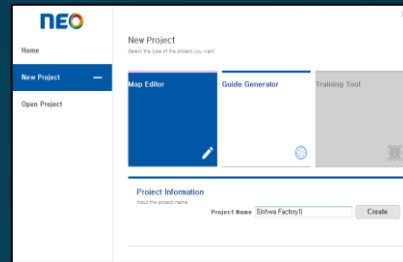 neo
Home
New Project
Open Project
New Project
Select the type of the project you want
Map Editor
Guide Generator
Training Tool
Project Information
Input the project name
Project Name Sinhwa Factory1
Create